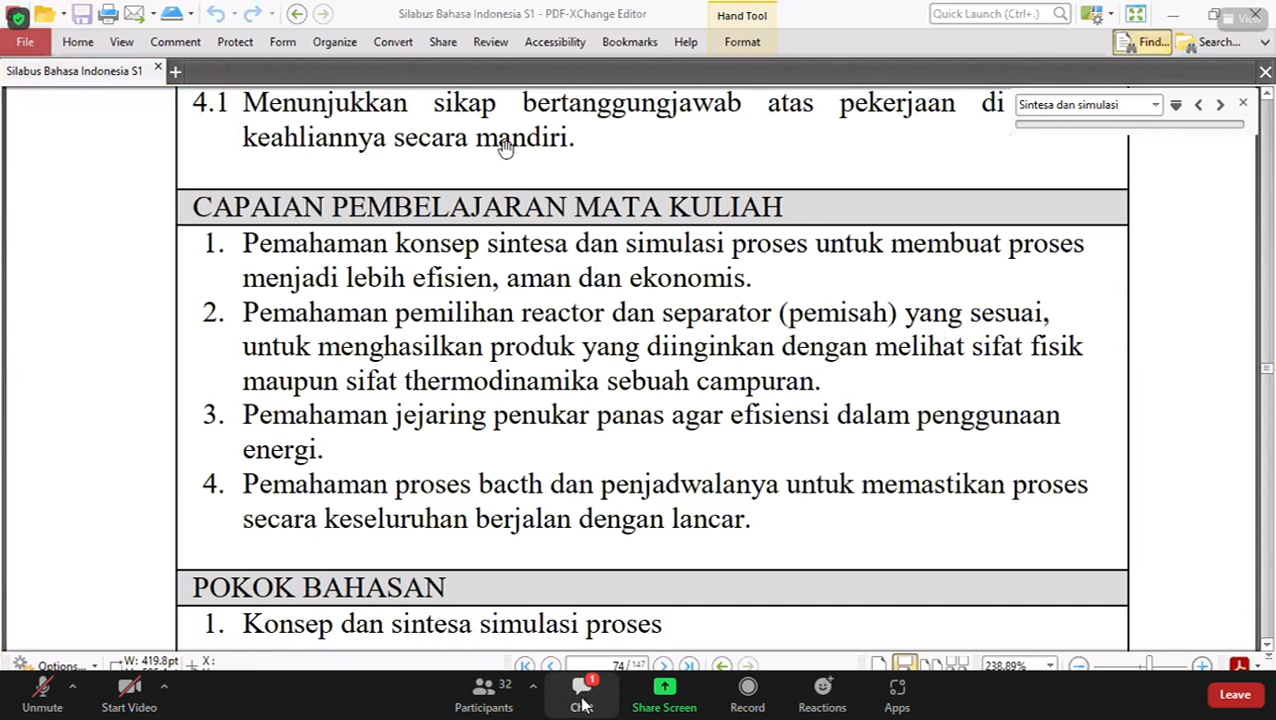 Silabus Bahasa Indonesia S1 - PDF-XChange Editor
Hand Tool
Quick Launch (Ctrl+.)
View
File Home View Comment Protect Form Organize Convert Share Review Accessibility Bookmarks Help Format Find... Search...
Silabus Bahasa Indonesia S1
Sintesa dan simulasi
4.1 Menunjukkan sikap bertanggungjawab atas pekerjaan di
keahliannya secara mandiri.
CAPAIAN PEMBELAJARAN MATA KULIAH
1. Pemahaman konsep sintesa dan simulasi proses untuk membuat proses
menjadi lebih efisien, aman dan ekonomis.
2. Pemahaman pemilihan reactor dan separator (pemisah) yang sesuai,
untuk menghasilkan produk yang diinginkan dengan melihat sifat fisik
maupun sifat thermodinamika sebuah campuran.
3. Pemahaman jejaring penukar panas agar efisiensi dalam penggunaan
energi.
4. Pemahaman proses bacth dan penjadwalanya untuk memastikan proses
secara keseluruhan berjalan dengan lancar.
POKOK BAHASAN
1. Konsep dan sintesa simulasi proses
Options... W: 419.8pt X: 74 /147 238.89%
Y:
32 1
Unmute Start Video Participants Chat Share Screen Record Reactions Apps Leave